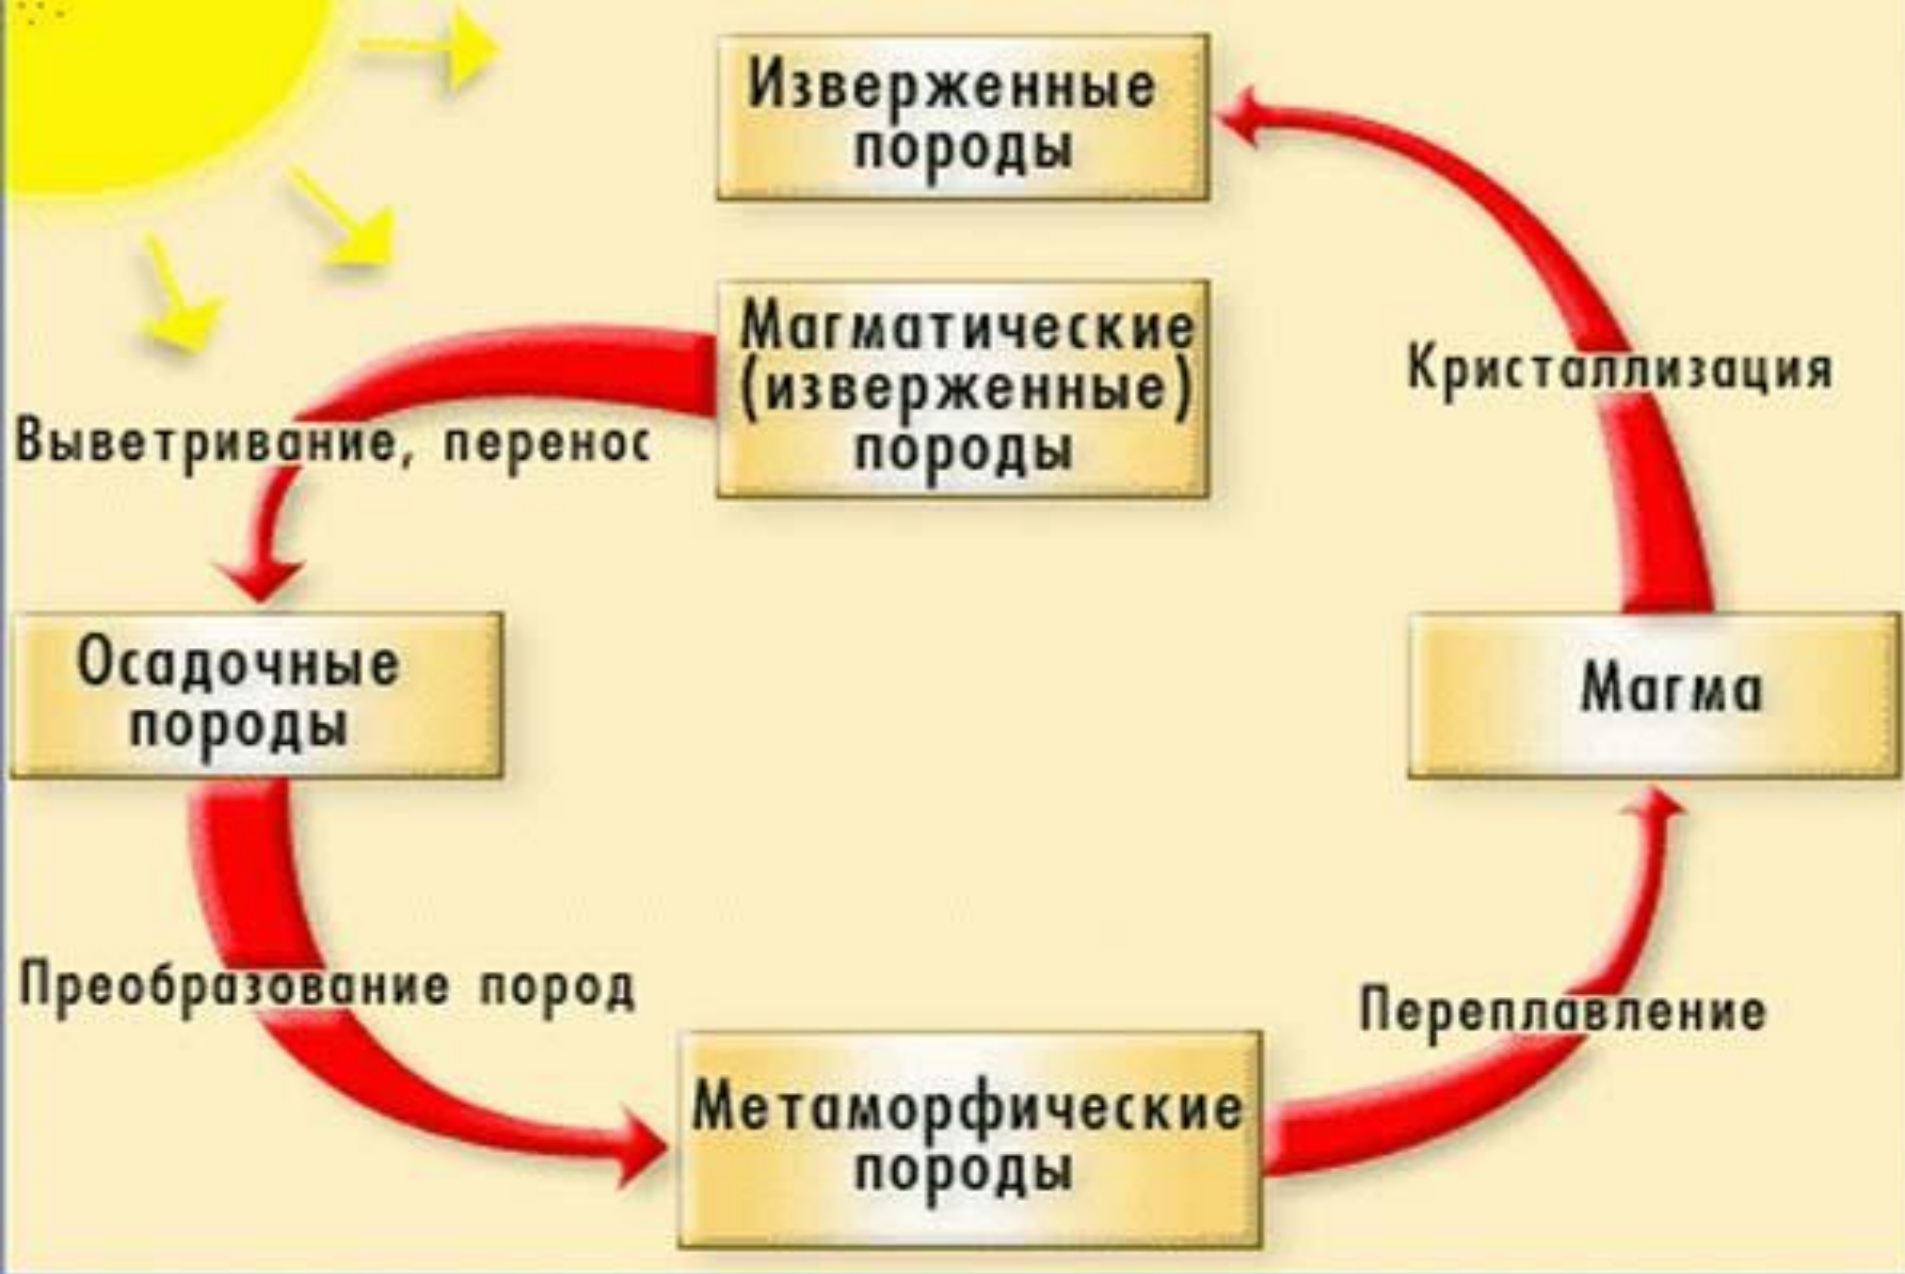 Изверженные
породы
Магматические
(изверженные)
породы
Кристаллизация
Выветривание, перенос
Осадочные
породы
Магма
Преобразование пород
Переплавление
Метаморфические
породы